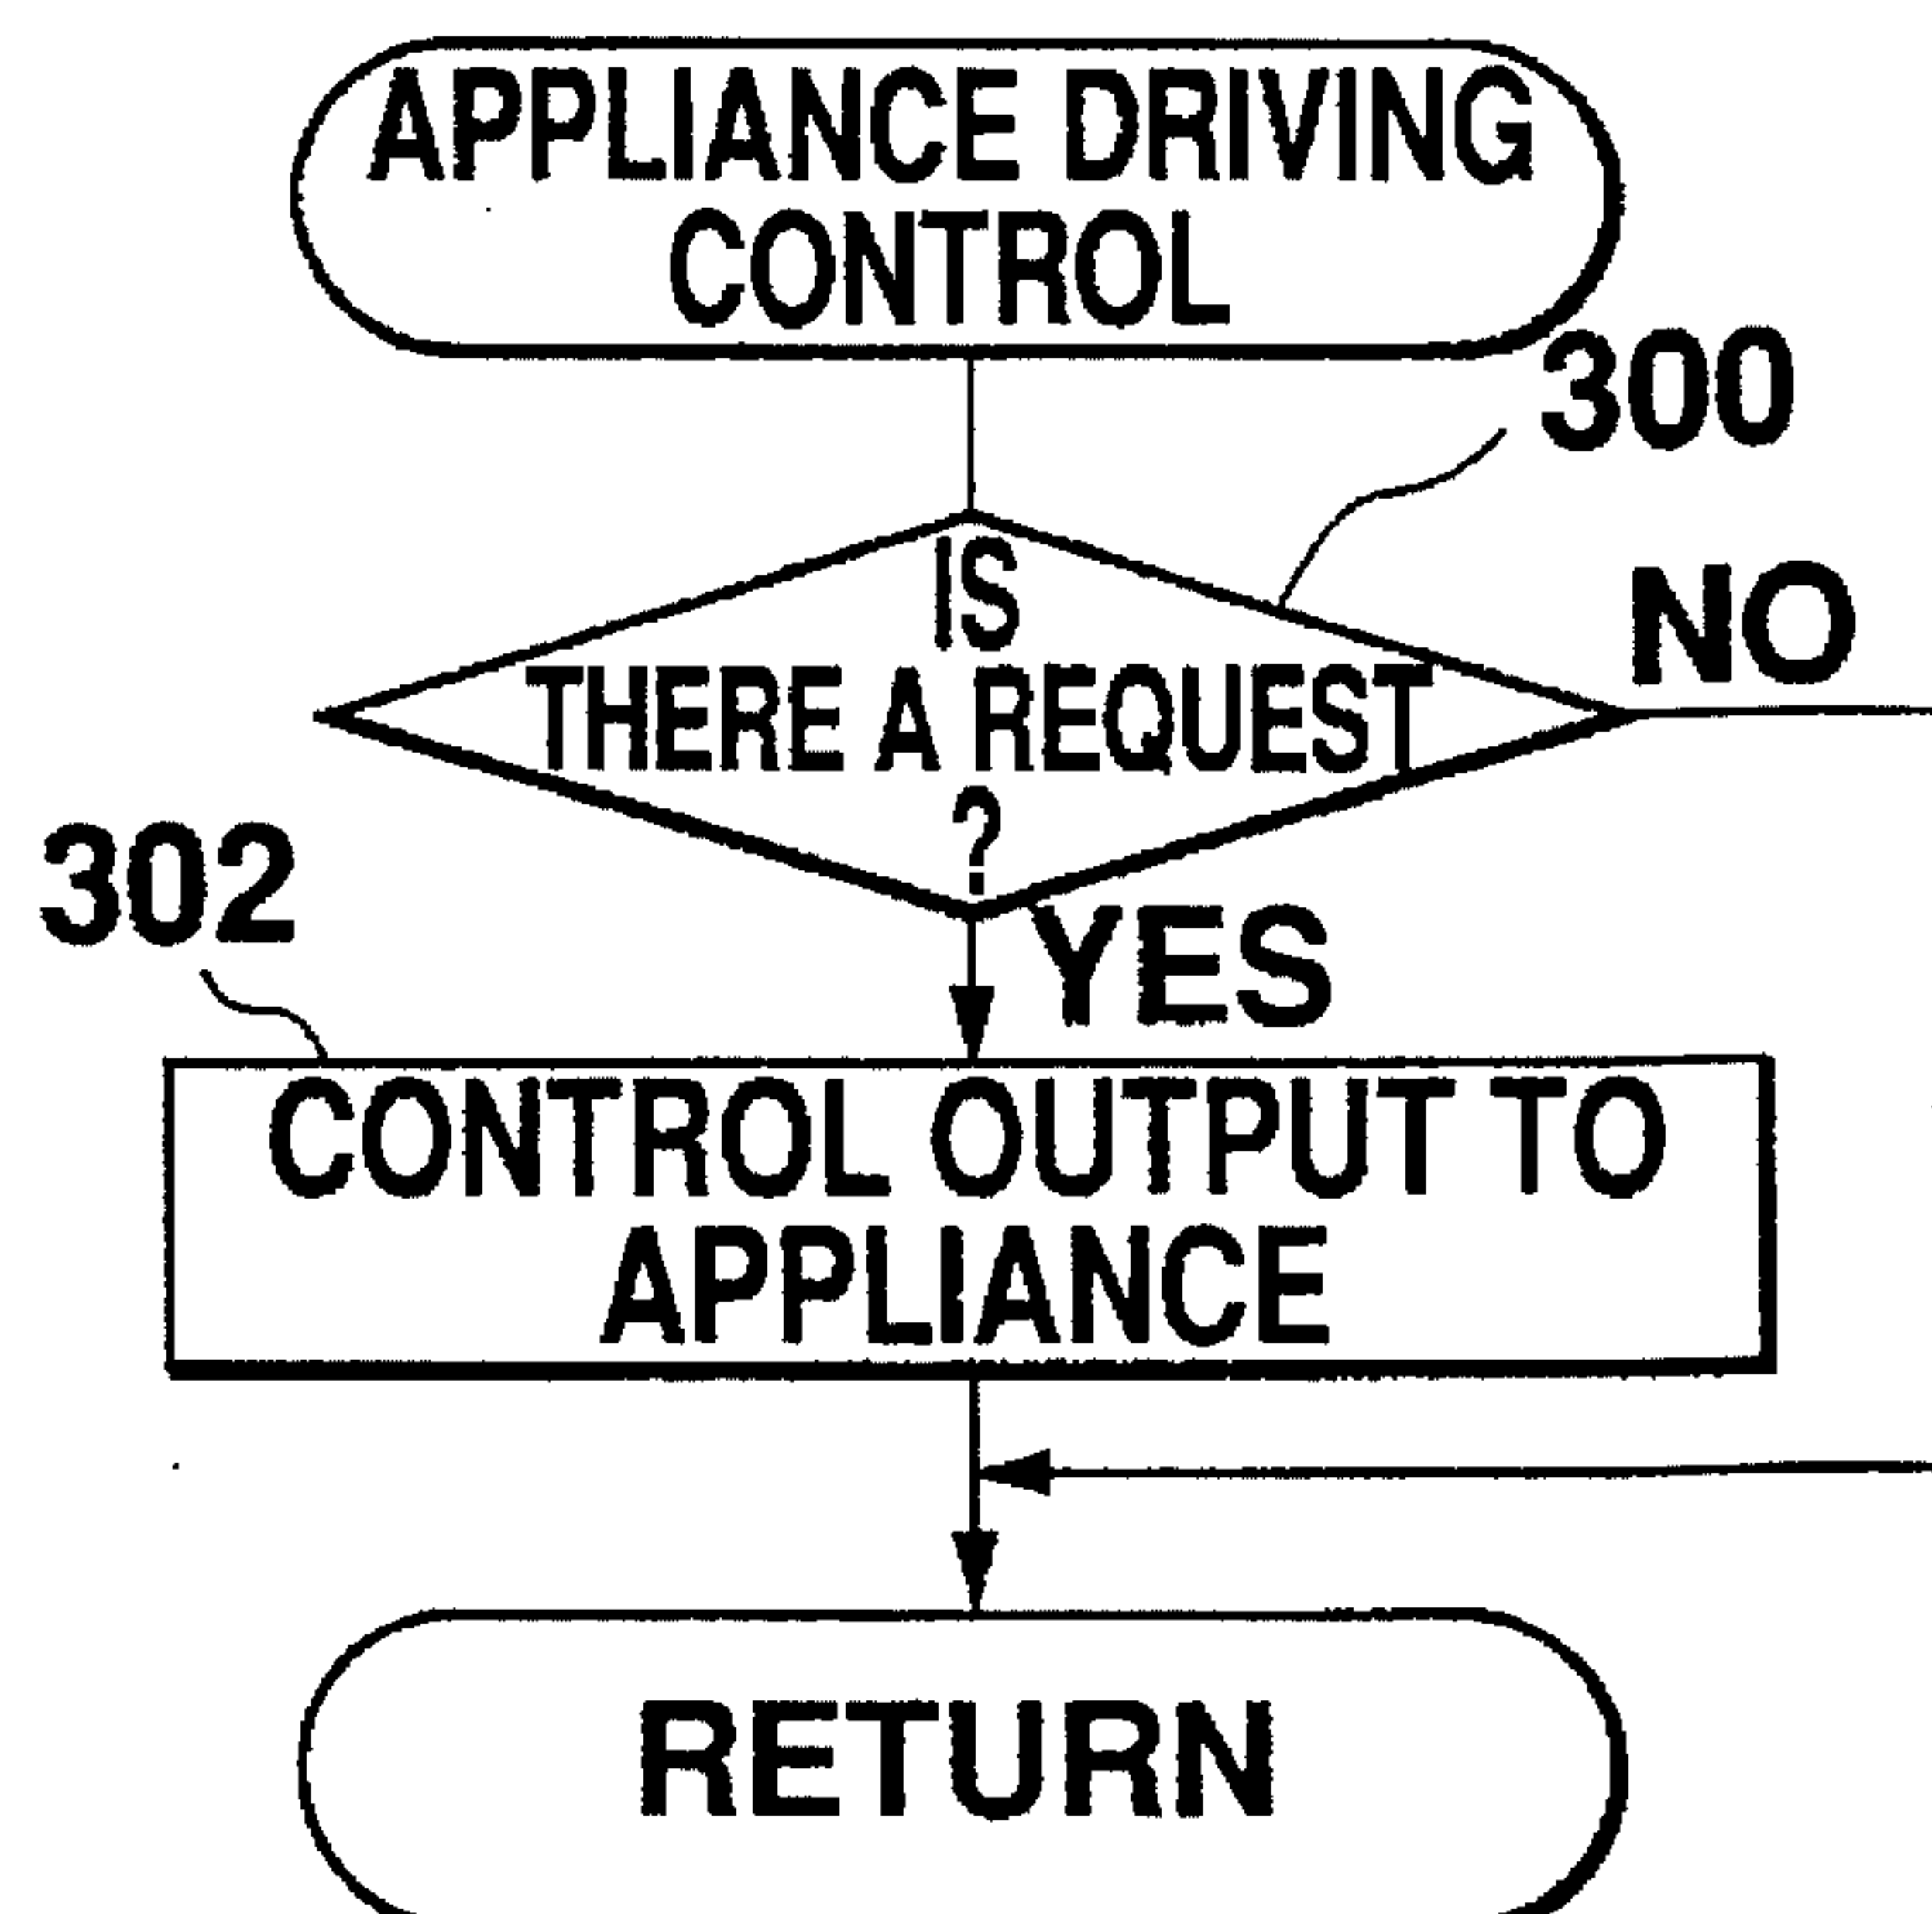 APPLIANCE DRIVING
CONTROL
300
IS
THERE A REQUEST
?
NO
302
YES
CONTROL OUTPUT TO
APPLIANCE
RETURN